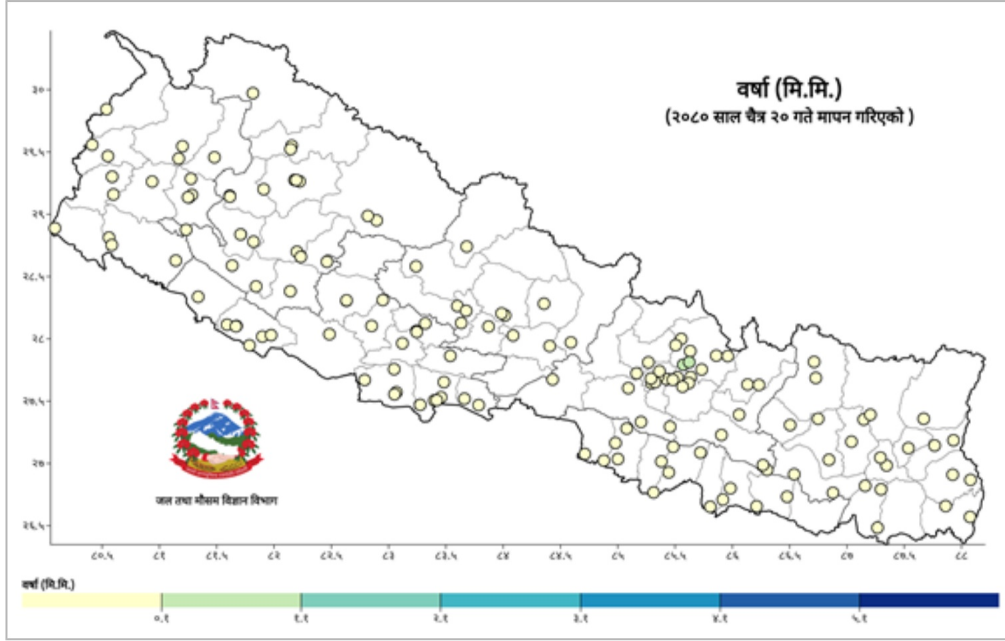 वर्षा (मि.मि.)
(२०८० साल चैत्र २० गते मापन गरिएको )
३०
२९.५
२९
२८.५
२८
२७.५
२७
२६.५
जल तथा मौसम विज्ञान विभाग
८०.५ ८१ ८१.५ ८२ ८२.५ ८३ ८३.५ ८४ ८४.५ ८५ ८५.५ ८६ ८६.५ ८७ ८७.५ ८८
वर्षा (मि.मि.)
०.१ १.१ २.१ ३.१ ४.१ ५.१